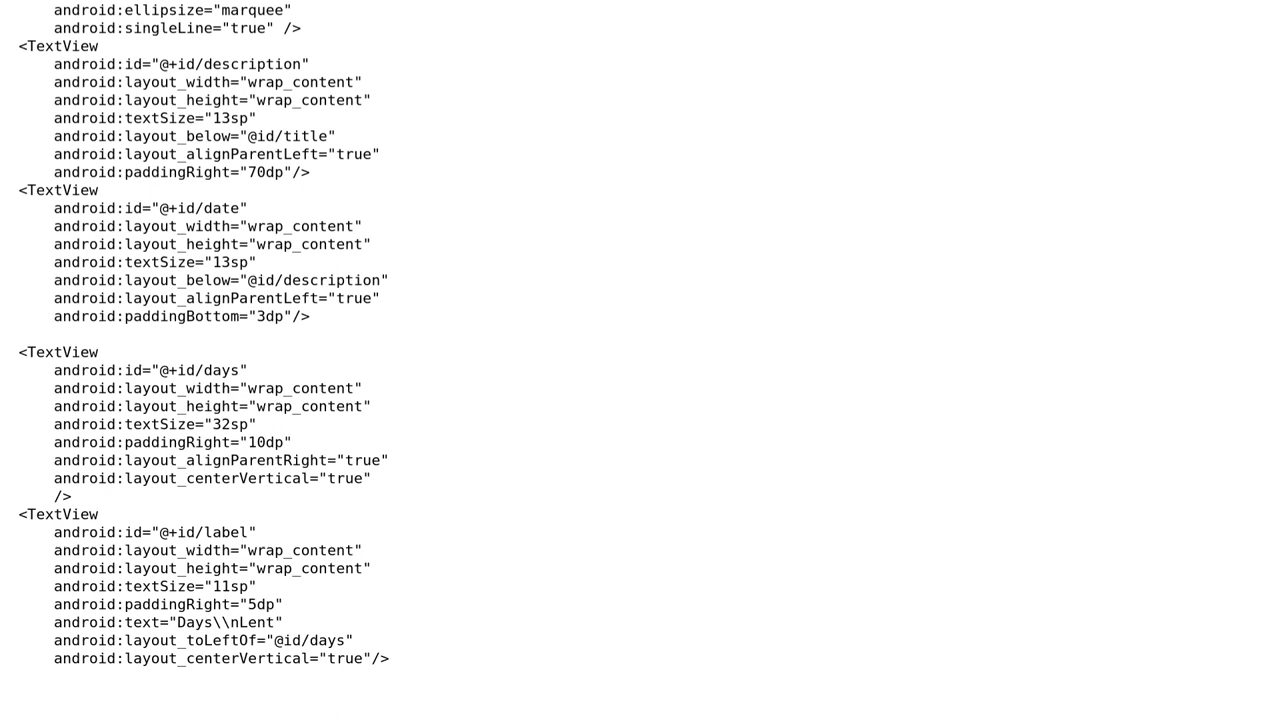 android:ellipsize="marquee"
    android:singleLine="true" />
<TextView
    android:id="@+id/description"
    android:layout_width="wrap_content"
    android:layout_height="wrap_content"
    android:textSize="13sp"
    android:layout_below="@id/title"
    android:layout_alignParentLeft="true"
    android:paddingRight="70dp"/>
<TextView
    android:id="@+id/date"
    android:layout_width="wrap_content"
    android:layout_height="wrap_content"
    android:textSize="13sp"
    android:layout_below="@id/description"
    android:layout_alignParentLeft="true"
    android:paddingBottom="3dp"/>

<TextView
    android:id="@+id/days"
    android:layout_width="wrap_content"
    android:layout_height="wrap_content"
    android:textSize="32sp"
    android:paddingRight="10dp"
    android:layout_alignParentRight="true"
    android:layout_centerVertical="true"
    />
<TextView
    android:id="@+id/label"
    android:layout_width="wrap_content"
    android:layout_height="wrap_content"
    android:textSize="11sp"
    android:paddingRight="5dp"
    android:text="Days\\nLent"
    android:layout_toLeftOf="@id/days"
    android:layout_centerVertical="true"/>